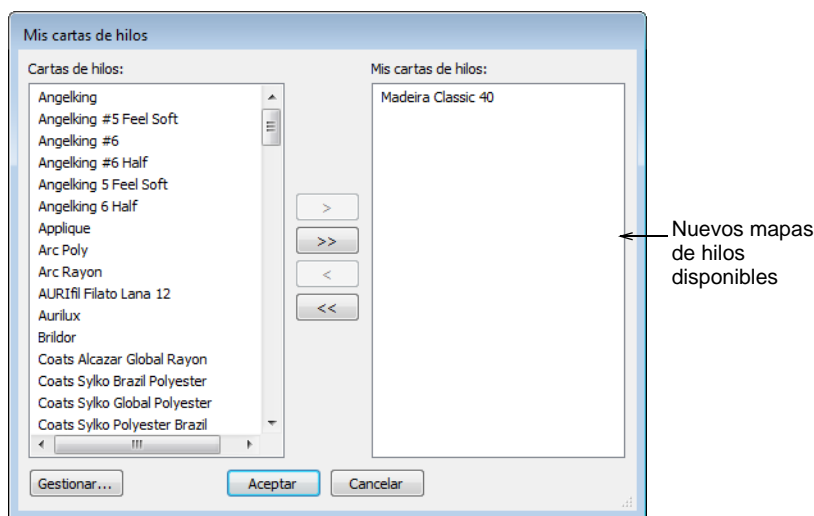 Mis cartas de hilos
Cartas de hilos:
Mis cartas de hilos:
Angelking
Angelking #5 Feel Soft
Angelking #6
Angelking #6 Half
Angelking 5 Feel Soft
Angelking 6 Half
Applique
Arc Poly
Arc Rayon
AURIfil Filato Lana 12
Aurilux
Brildor
Coats Alcazar Global Rayon
Coats Sylko Brazil Polyester
Coats Sylko Global Polyester
Coats Sylko Polyester Brazil
>
>>
<
<<
Madeira Classic 40
Nuevos mapas
de hilos
disponibles
Gestionar...
Aceptar
Cancelar